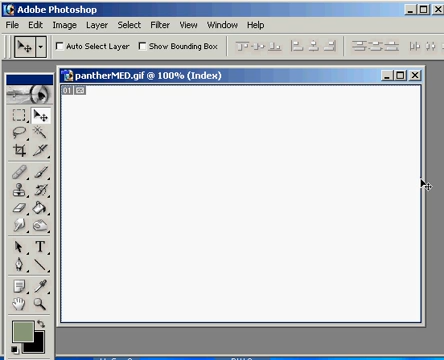 Adobe Photoshop
File Edit Image Layer Select Filter View Window Help
Auto Select Layer Show Bounding Box
pantherMED.gif @ 100% (Index)
01
T